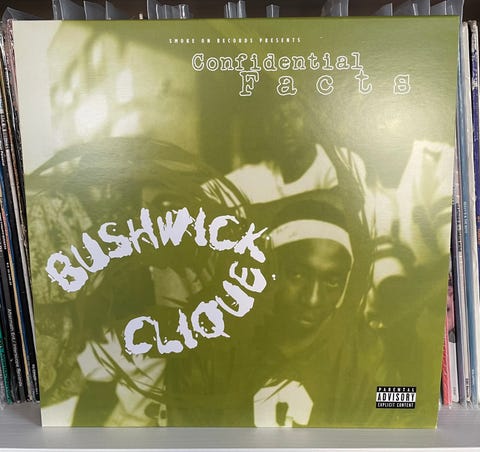 SMOKE ON RECORDS PRESENTS
Confidential
Facts
BUSHWICK
CLIQUE
PARENTAL
ADVISORY
EXPLICIT CONTENT